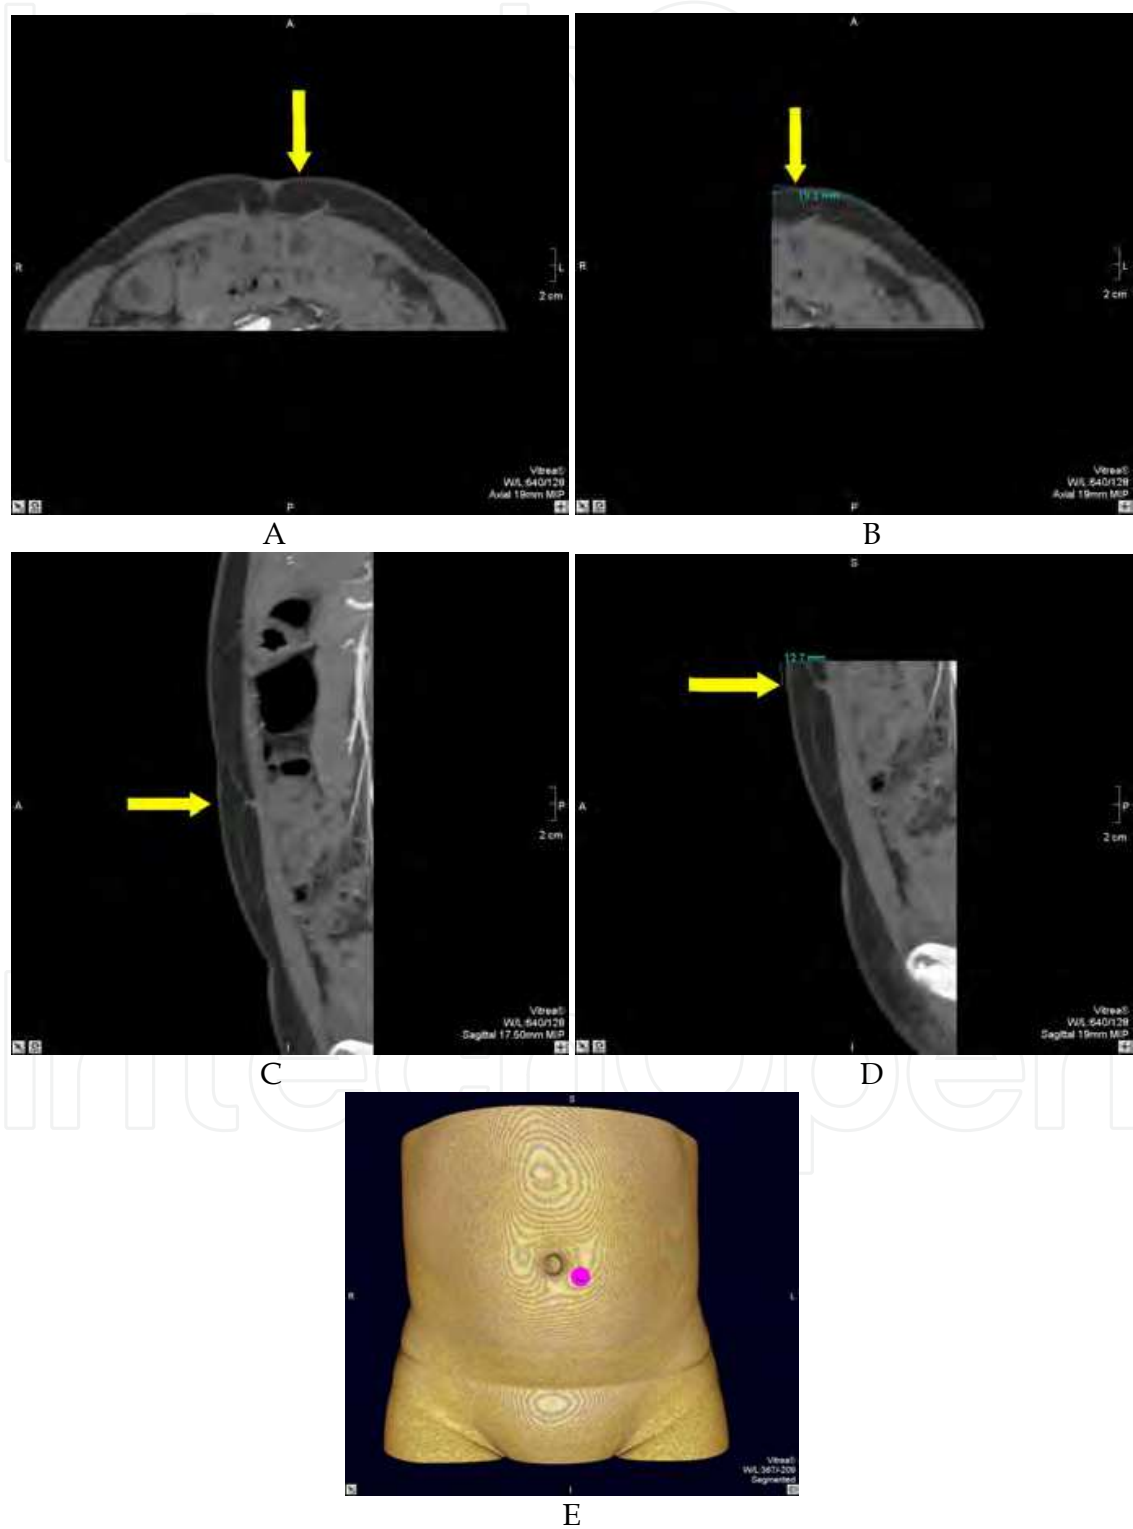 A
A
R
L
2 cm
R
L
2 cm
Vitrea®
W/L:640/128
Axial 19mm MIP
P
Vitrea®
W/L:640/128
Axial 19mm MIP
P
A
B
S
S
12.7 mm
A
P
2 cm
A
P
2 cm
Vitrea®
W/L:640/128
Sagittal 17.50mm MIP
I
Vitrea®
W/L:640/128
Sagittal 19mm MIP
I
C
D
S
R
L
Vitrea®
Segmented
I
E